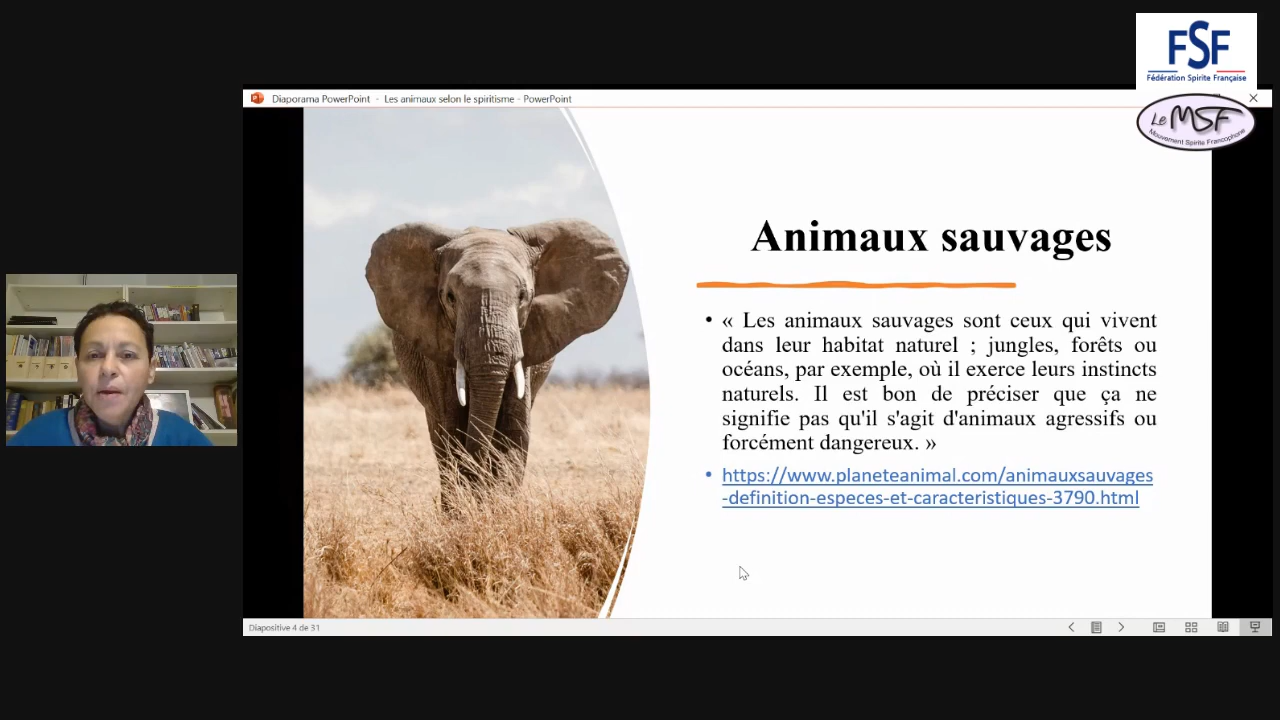 FSF
Fédération Spirite Française
Diaporama PowerPoint - Les animaux selon le spiritisme - PowerPoint
Le MSF
Mouvement Spirite Francophone
Animaux sauvages
• « Les animaux sauvages sont ceux qui vivent
dans leur habitat naturel ; jungles, forêts ou
océans, par exemple, où il exerce leurs instincts
naturels. Il est bon de préciser que ça ne
signifie pas qu'il s'agit d'animaux agressifs ou
forcément dangereux. »
• https://www.planeteanimal.com/animauxsauvages
-definition-especes-et-caracteristiques-3790.html
Diapositive 4 de 31